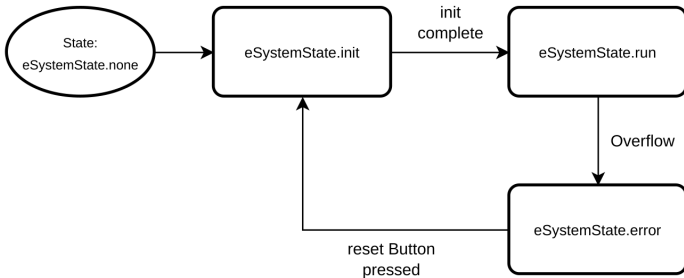 State:
eSystemState.none
eSystemState.init
init
complete
eSystemState.run
Overflow
eSystemState.error
reset Button
pressed